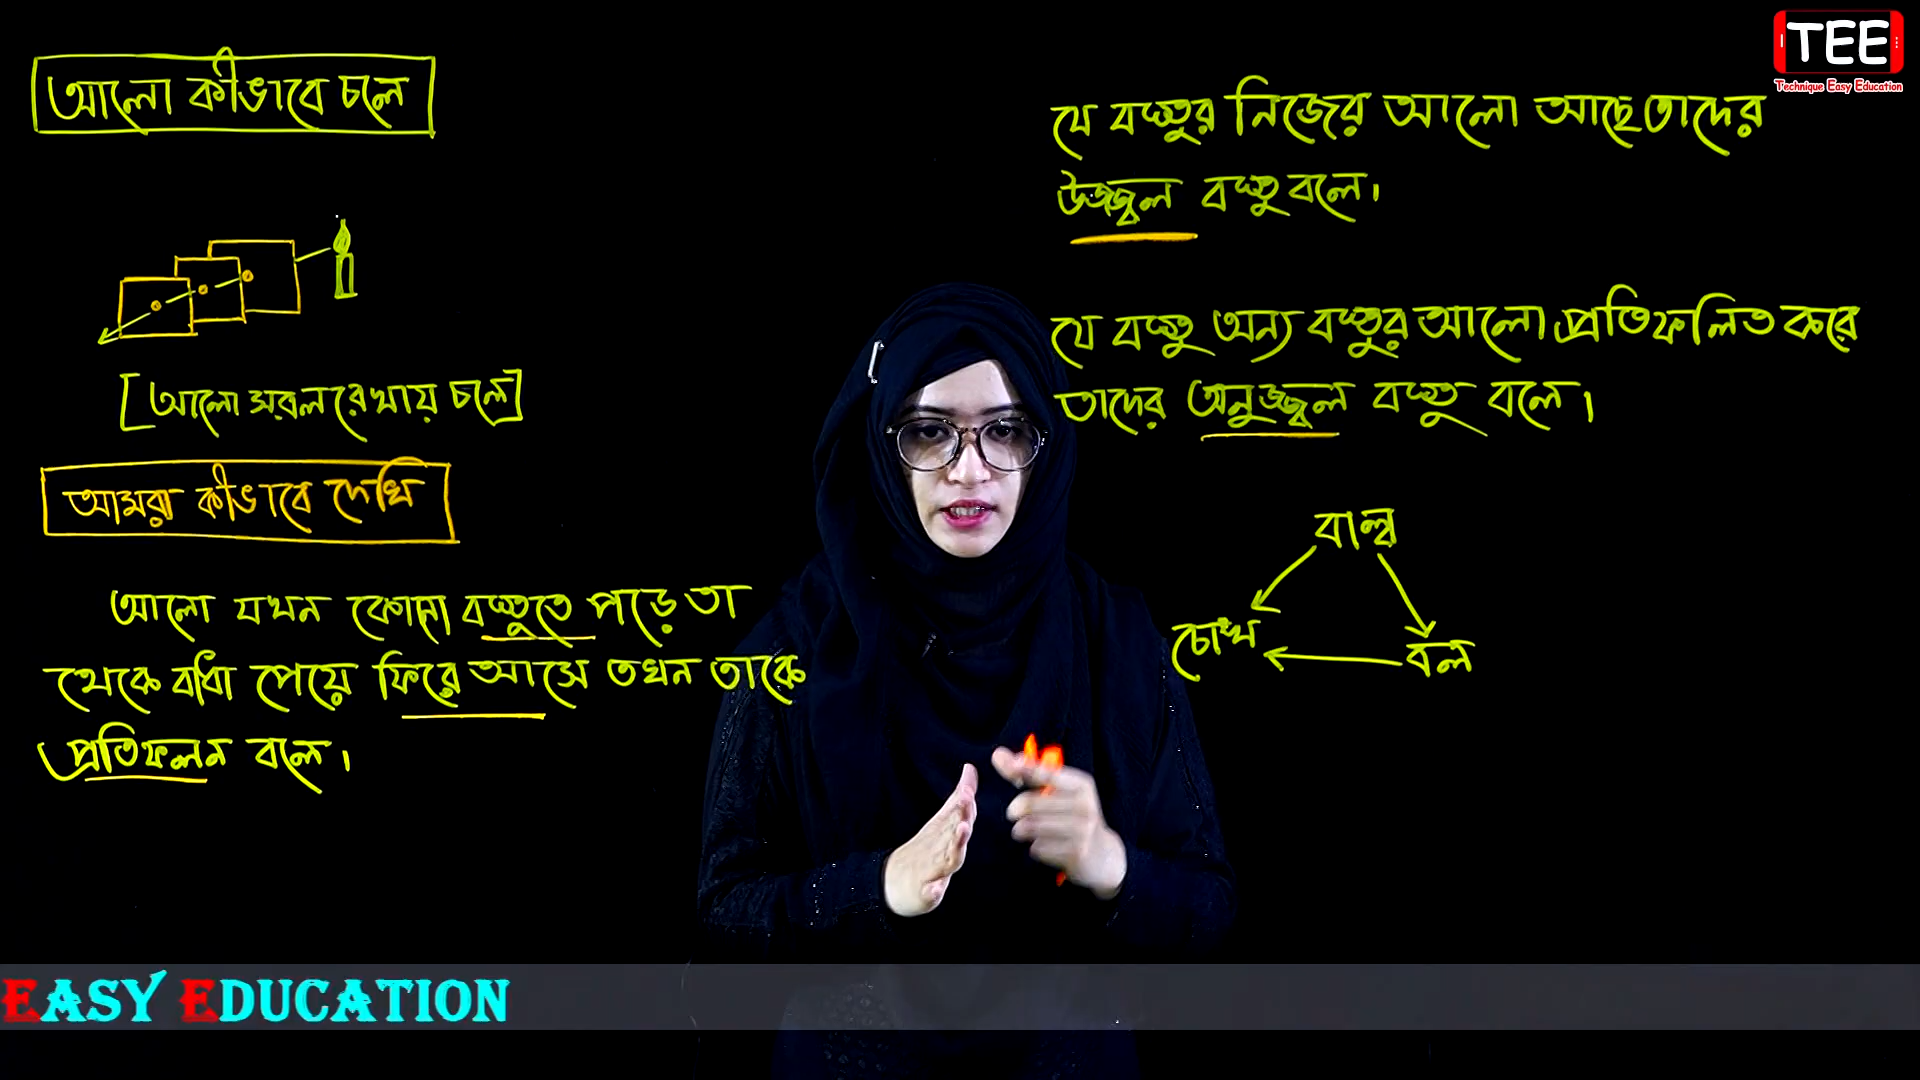 আলো কীভাবে চলে
[আলো সরলরেখায় চলে]
আমরা কীভাবে দেখি
আলো যখন কোনো বস্তুতে পড়ে তা
থেকে বাধা পেয়ে ফিরে আসে তখন তাকে
প্রতিফলন বলে।
TEE
Technique Easy Education
যে বস্তুর নিজের আলো আছে তাদের
উজ্জ্বল বস্তু বলে।
যে বস্তু অন্য বস্তুর আলো প্রতিফলিত করে
তাদের অনুজ্জ্বল বস্তু বলে।
বাল্ব
চোখ
বল
EASY EDUCATION